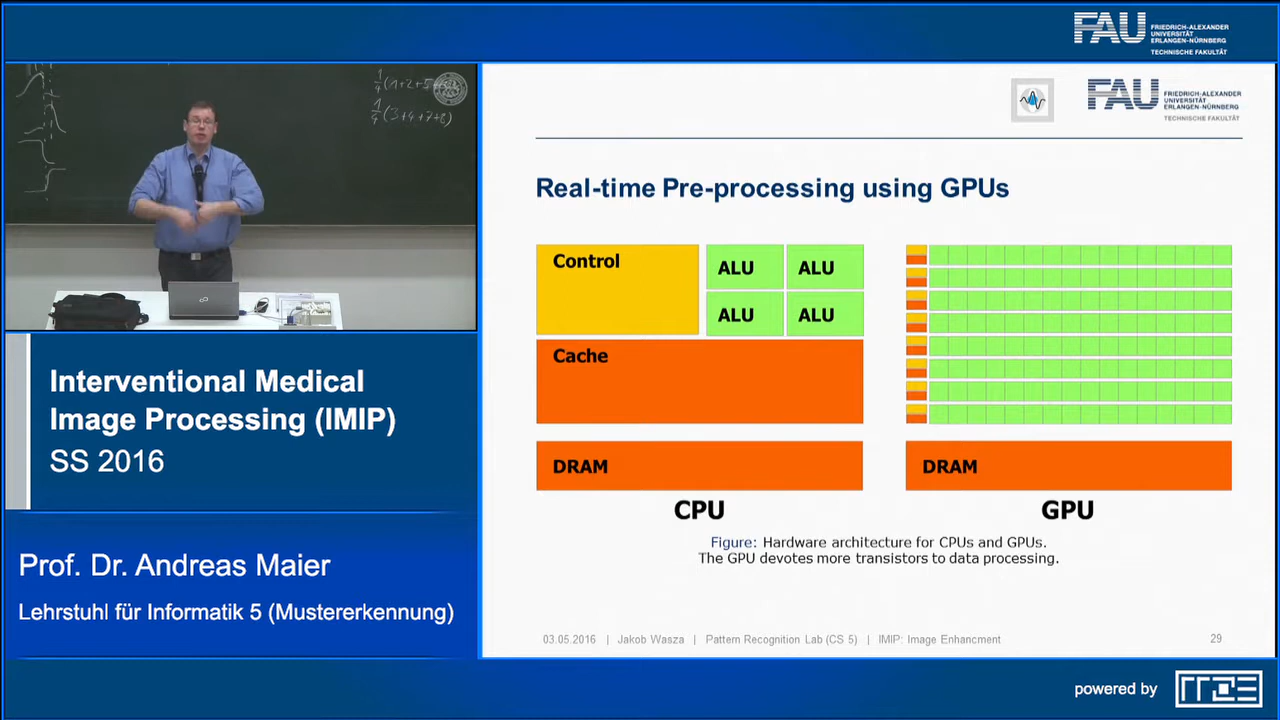 FAU
FRIEDRICH-ALEXANDER
UNIVERSITÄT
ERLANGEN-NÜRNBERG
TECHNISCHE FAKULTÄT
FAU
FRIEDRICH-ALEXANDER
UNIVERSITÄT
ERLANGEN-NÜRNBERG
TECHNISCHE FAKULTÄT
Real-time Pre-processing using GPUs
Control
ALU
ALU
ALU
ALU
Cache
DRAM
DRAM
CPU
GPU
Figure: Hardware architecture for CPUs and GPUs.
The GPU devotes more transistors to data processing.
03.05.2016 | Jakob Wasza | Pattern Recognition Lab (CS 5) | IMIP: Image Enhancment
29
Interventional Medical
Image Processing (IMIP)
SS 2016
Prof. Dr. Andreas Maier
Lehrstuhl für Informatik 5 (Mustererkennung)
powered by